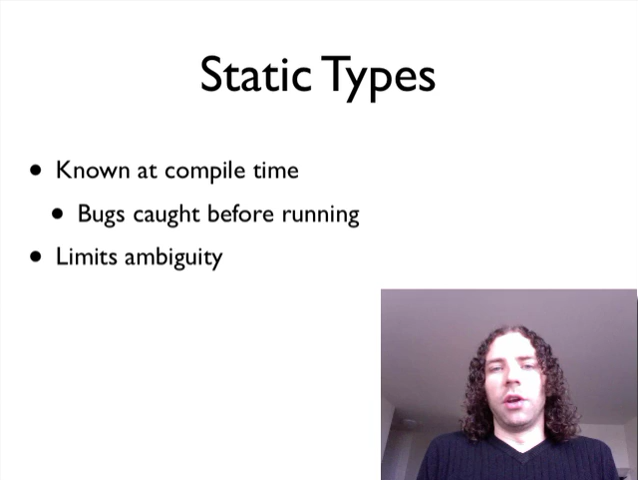 Static Types
• Known at compile time
• Bugs caught before running
• Limits ambiguity